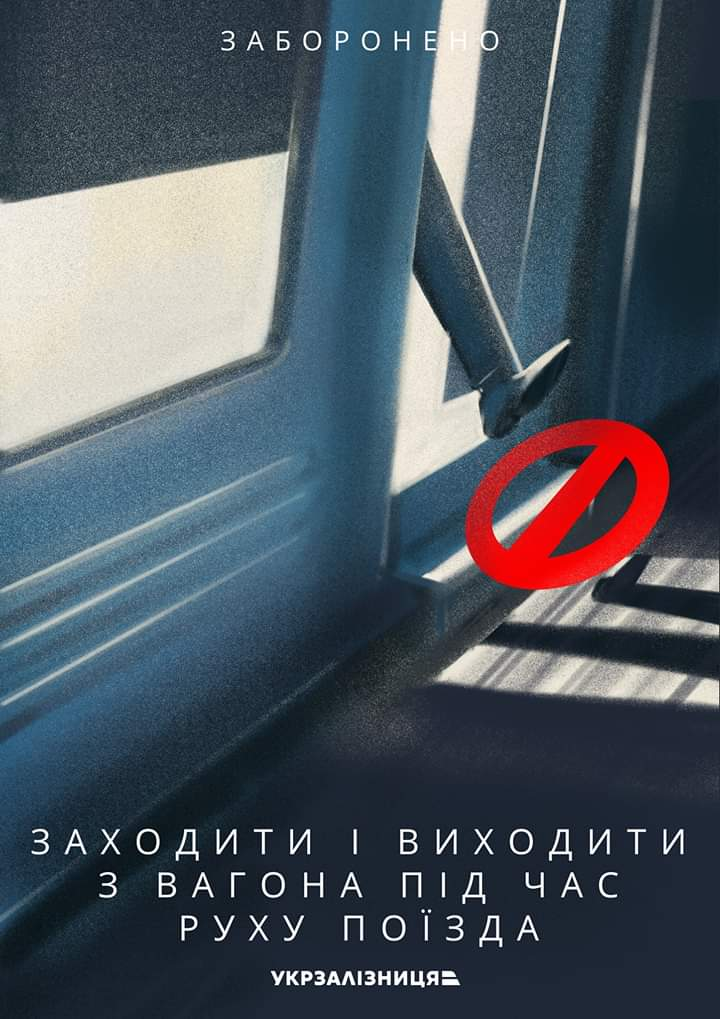 ЗАБОРОНЕНО
ЗАХОДИТИ І ВИХОДИТИ
З ВАГОНА ПІД ЧАС
РУХУ ПОЇЗДА
УКРЗАЛІЗНИЦЯ